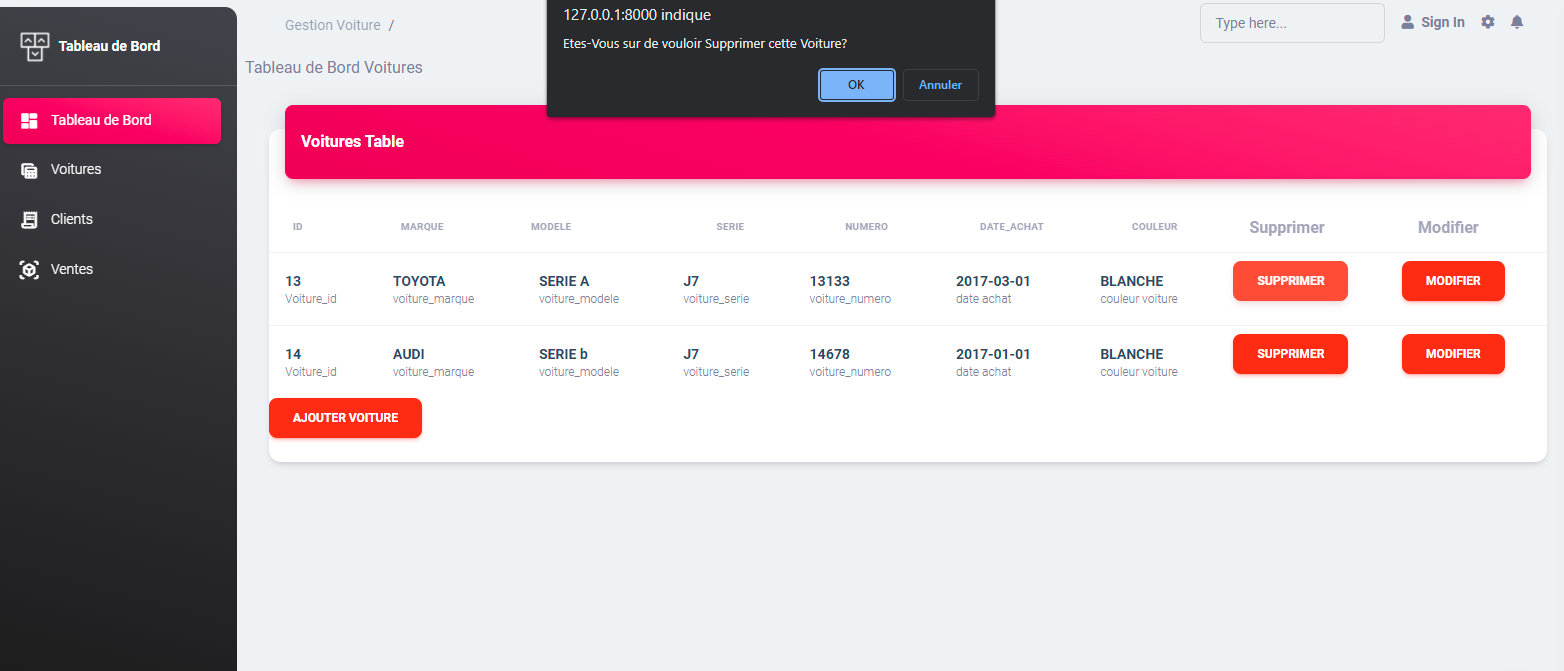 127.0.0.1:8000 indique
Etes-Vous sur de vouloir Supprimer cette Voiture?
OK Annuler
Tableau de Bord
Tableau de Bord
Voitures
Clients
Ventes
Gestion Voiture /
Type here...
Sign In
Tableau de Bord Voitures
Voitures Table
ID MARQUE MODELE SERIE NUMERO DATE_ACHAT COULEUR Supprimer Modifier
13 TOYOTA SERIE A J7 13133 2017-03-01 BLANCHE SUPPRIMER MODIFIER
Voiture_id voiture_marque voiture_modele voiture_serie voiture_numero date achat couleur voiture
14 AUDI SERIE b J7 14678 2017-01-01 BLANCHE SUPPRIMER MODIFIER
Voiture_id voiture_marque voiture_modele voiture_serie voiture_numero date achat couleur voiture
AJOUTER VOITURE